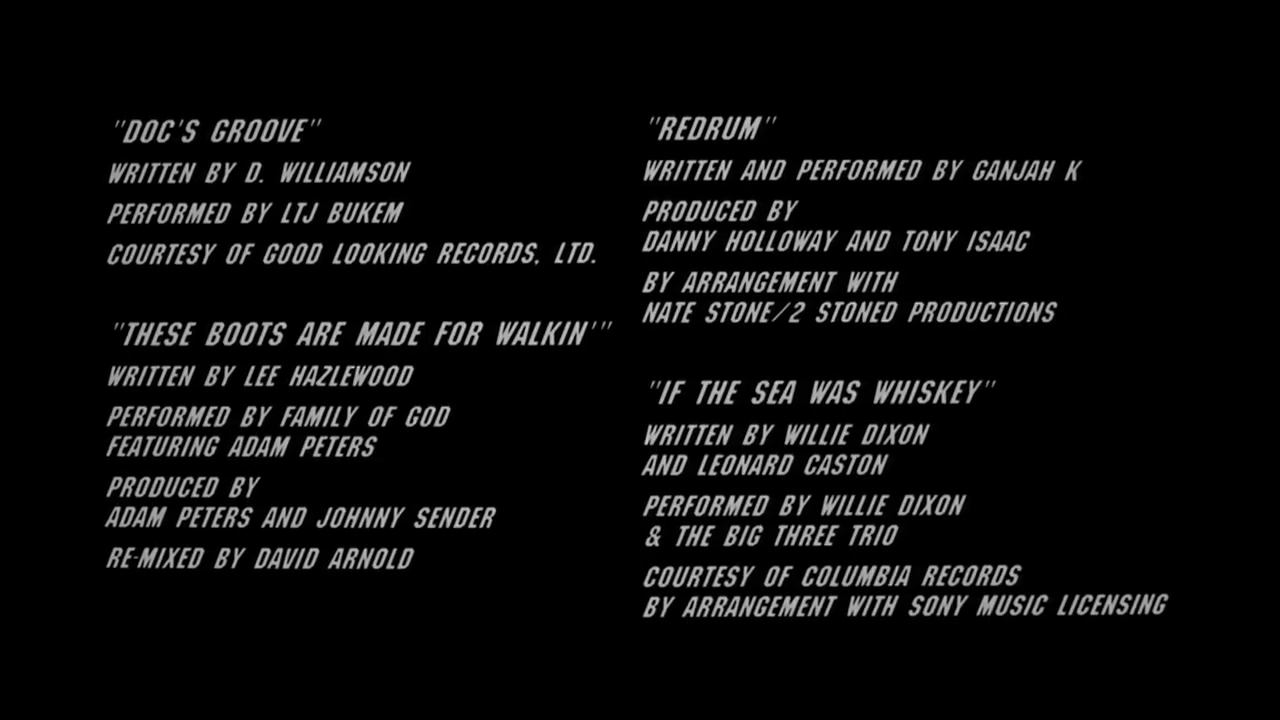 "DOC'S GROOVE"
WRITTEN BY D. WILLIAMSON
PERFORMED BY LTJ BUKEM
COURTESY OF GOOD LOOKING RECORDS, LTD.
"THESE BOOTS ARE MADE FOR WALKIN'"
WRITTEN BY LEE HAZLEWOOD
PERFORMED BY FAMILY OF GOD
FEATURING ADAM PETERS
PRODUCED BY
ADAM PETERS AND JOHNNY SENDER
RE-MIXED BY DAVID ARNOLD
"REDRUM"
WRITTEN AND PERFORMED BY GANJAH K
PRODUCED BY
DANNY HOLLOWAY AND TONY ISAAC
BY ARRANGEMENT WITH
NATE STONE/2 STONED PRODUCTIONS
"IF THE SEA WAS WHISKEY"
WRITTEN BY WILLIE DIXON
AND LEONARD CASTON
PERFORMED BY WILLIE DIXON
& THE BIG THREE TRIO
COURTESY OF COLUMBIA RECORDS
BY ARRANGEMENT WITH SONY MUSIC LICENSING